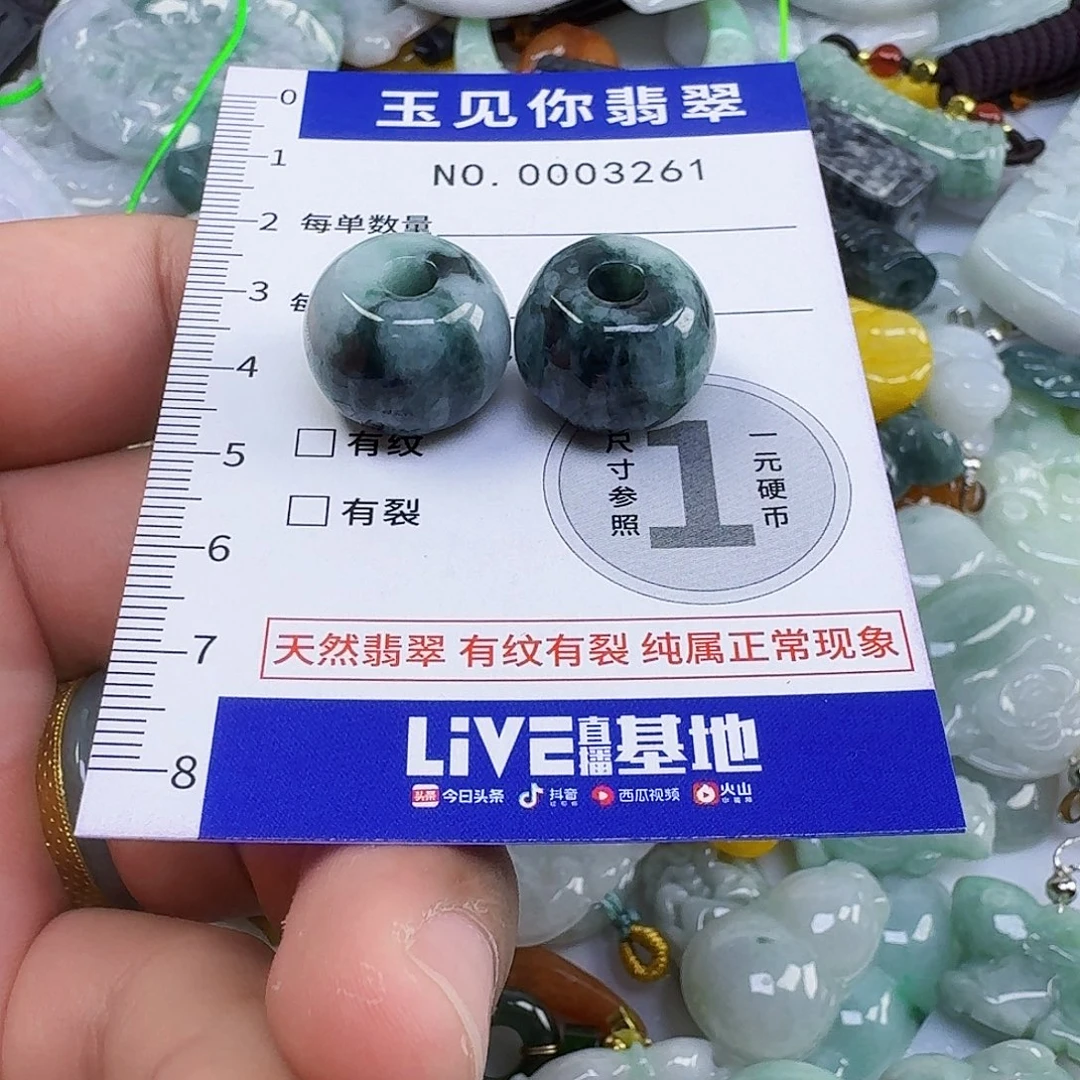 玉见你翡翠
NO. 0003261
每单数量
每
有纹
有裂
尺寸参照
1
一元硬币
天然翡翠 有纹有裂 纯属正常现象
LiVE直播基地
头条 今日头条 抖音 西瓜视频 火山
0
1
2
3
4
5
6
7
8